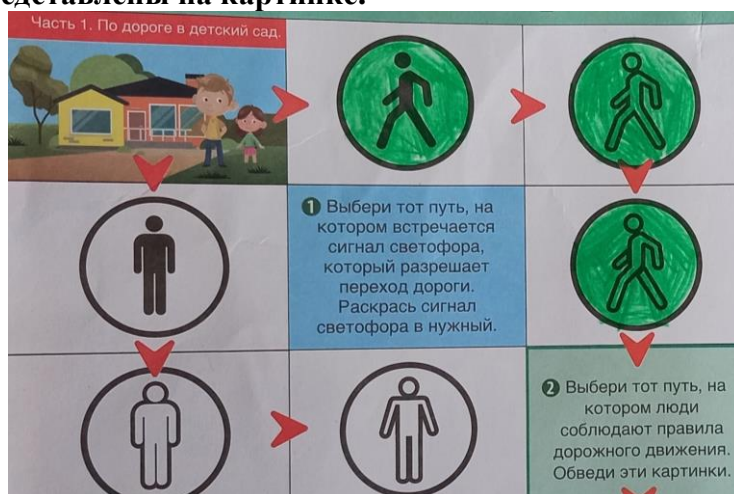 Часть 1. По дороге в детский сад.
1 Выбери тот путь, на
котором встречается
сигнал светофора,
который разрешает
переход дороги.
Раскрась сигнал
светофора в нужный.
2 Выбери тот путь, на
котором люди
соблюдают правила
дорожного движения.
Обведи эти картинки.